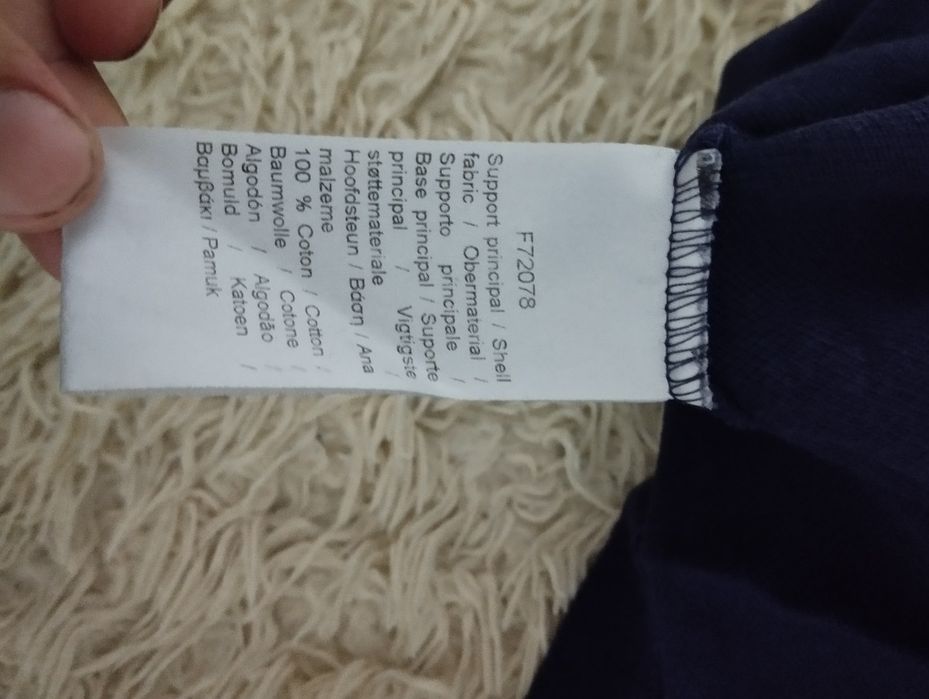 F72078
Support principal / Shell
fabric / Obermaterial /
Supporto principale /
Base principal / Suporte
principal / Vigtigste
støttemateriale /
Hoofdsteun / Βάση / Ana
malzeme
100 % Coton / Cotton /
Baumwolle / Cotone /
Algodón / Algodão /
Bomuld / Katoen /
Βαμβάκι / Pamuk